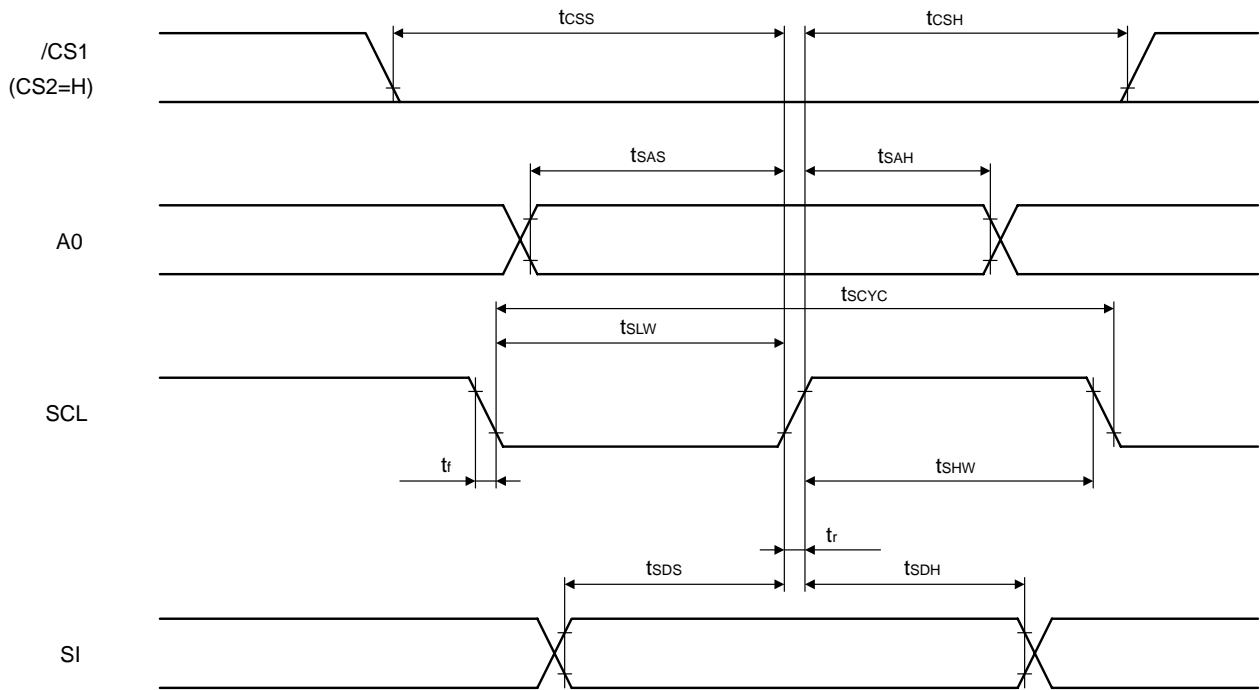 tCSS
tCSH
/CS1
(CS2=H)
tSAS
tSAH
A0
tSCYC
tSLW
SCL
tf
tSHW
tr
tSDS
tSDH
SI